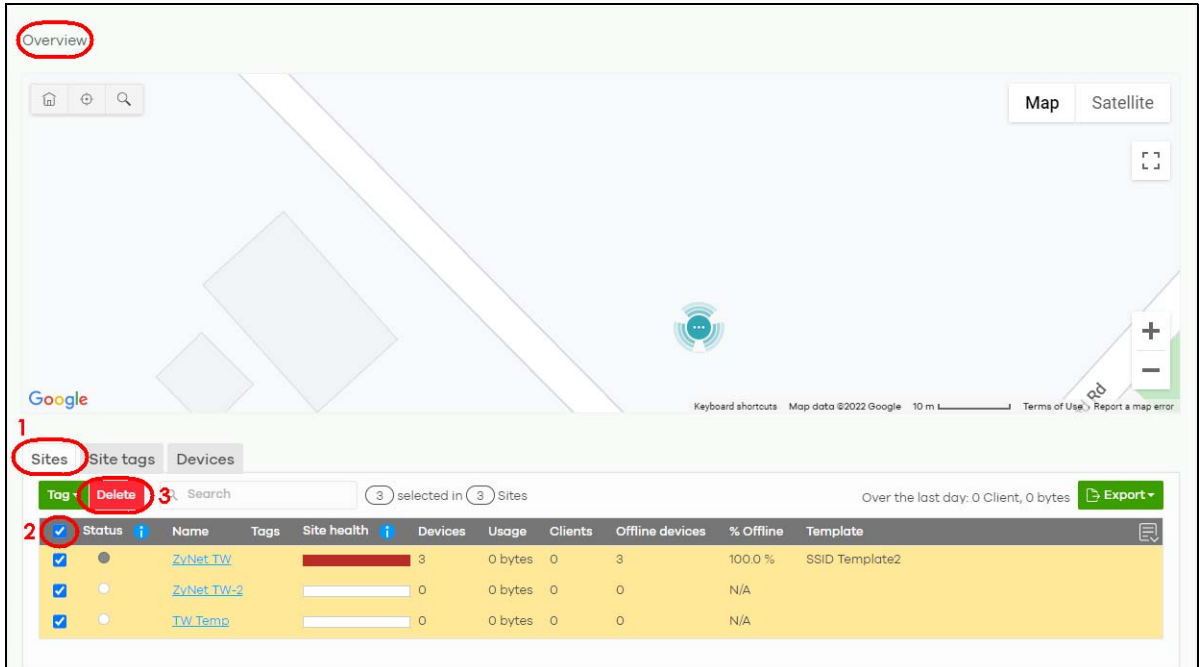 Overview
Map Satellite
Google
Keyboard shortcuts Map data ©2022 Google 10 m Terms of Use Report a map error
Rd
1
Sites Site tags Devices
Tag Delete 3 Search 3 selected in 3 Sites Over the last day: 0 Client, 0 bytes Export
2 Status Name Tags Site health Devices Usage Clients Offline devices % Offline Template
ZyNet TW 3 0 bytes 0 3 100.0 % SSID Template2
ZyNet TW-2 0 0 bytes 0 0 N/A
TW Temp 0 0 bytes 0 0 N/A